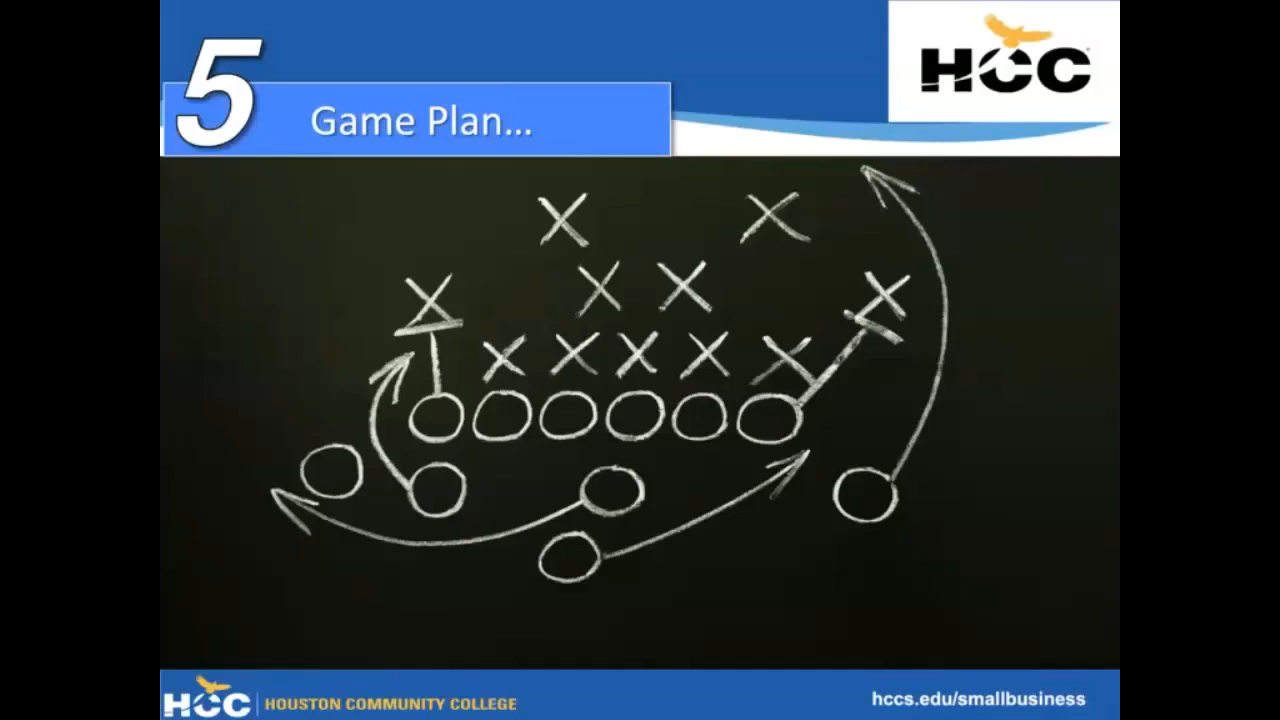 5
Game Plan...
HCC
HCC
HOUSTON COMMUNITY COLLEGE
hccs.edu/smallbusiness